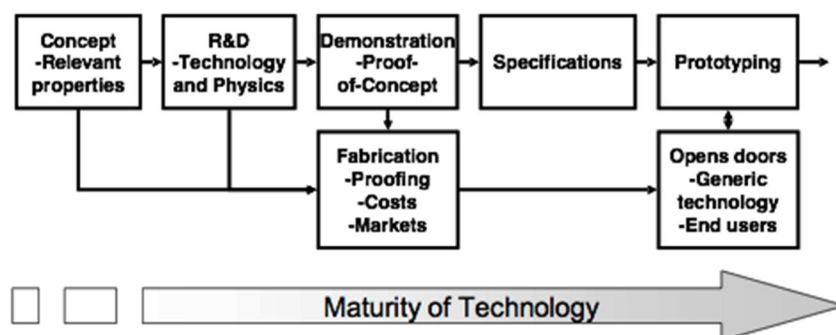 Concept
-Relevant
properties
R&D
-Technology
and Physics
Demonstration
-Proof-
of-Concept
Specifications
Prototyping
Fabrication
-Proofing
-Costs
-Markets
Opens doors
-Generic
technology
-End users
Maturity of Technology